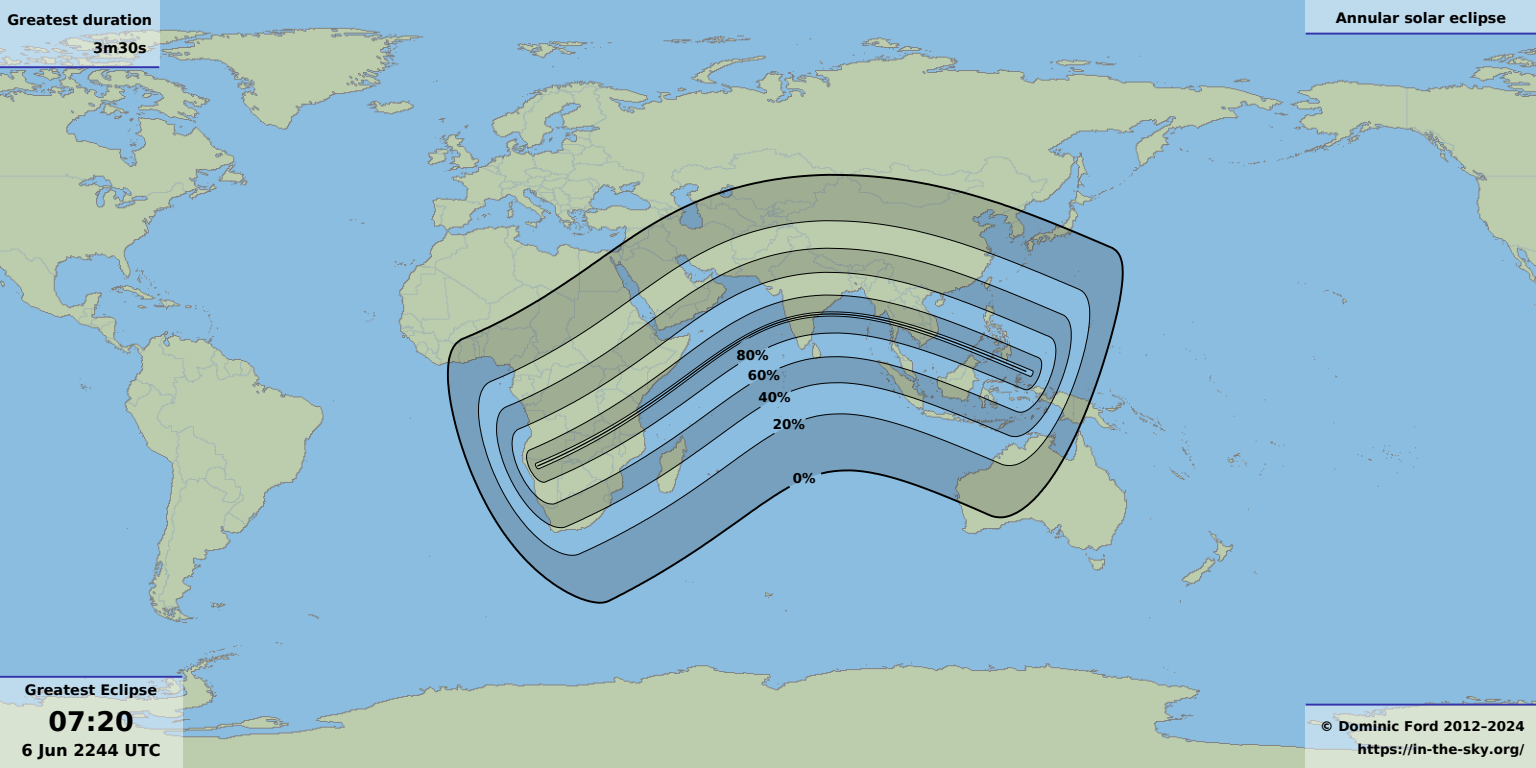 Greatest duration
3m30s
Annular solar eclipse
80%
60%
40%
20%
0%
Greatest Eclipse
07:20
6 Jun 2244 UTC
© Dominic Ford 2012–2024
https://in-the-sky.org/